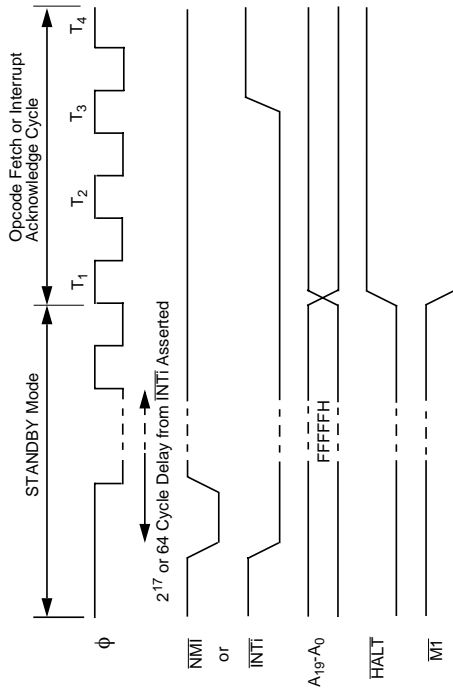 STANDBY Mode
Opcode Fetch or Interrupt
Acknowledge Cycle
T1
T2
T3
T4
ϕ
2^17 or 64 Cycle Delay from INTi Asserted
NMI
or
INTi
A19-A0
FFFFFH
HALT
M1